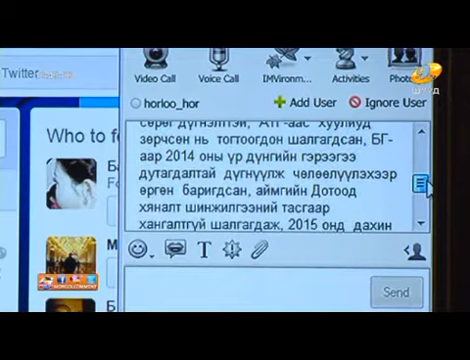 Twitter
Video Call
Voice Call
IMVironm...
Activities
Photo
horloo_hor
Add User
Ignore User
Who to fo
зөрчсөн нь тогтоогдон шалгагдсан, БГ-
аар 2014 оны үр дүнгийн гэрээгээ
дутагдалтай дүгнүүлж чөлөөлүүлэхээр
өргөн баригдсан, аймгийн Дотоод
хяналт шинжилгээний тасгаар
хангалтгүй шалгагдаж, 2015 онд дахин
Send